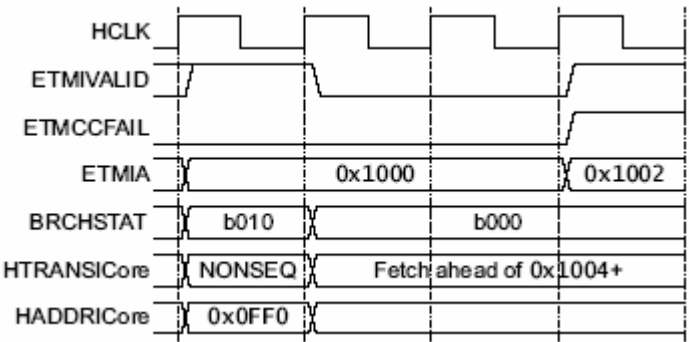 HCLK
ETMIVALID
ETMCCFAIL
ETMIA 0x1000 0x1002
BRCHSTAT b010 b000
HTRANSICore NONSEQ Fetch ahead of 0x1004+
HADDRICore 0x0FF0